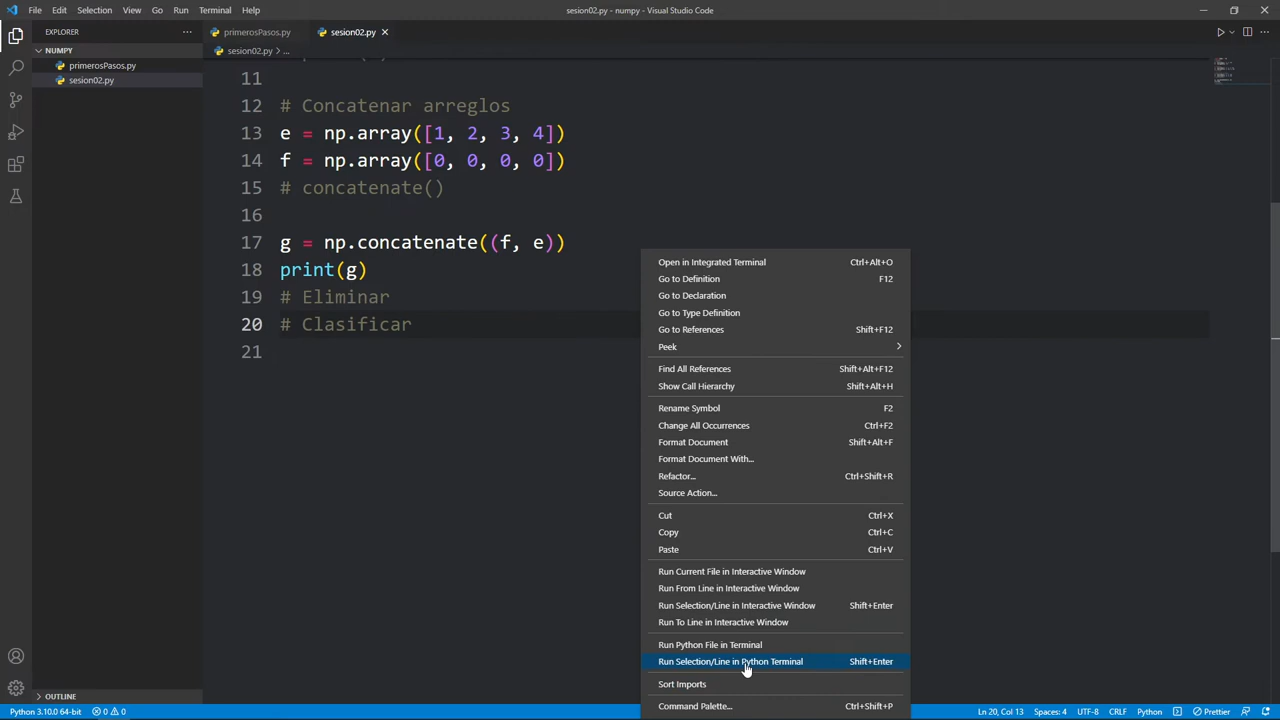 File Edit Selection View Go Run Terminal Help
sesion02.py - numpy - Visual Studio Code
EXPLORER
primerosPasos.py
sesion02.py
NUMPY
sesion02.py > ...
primerosPasos.py
sesion02.py
11
12 # Concatenar arreglos
13 e = np.array([1, 2, 3, 4])
14 f = np.array([0, 0, 0, 0])
15 # concatenate()
16
17 g = np.concatenate((f, e))
18 print(g)
19 # Eliminar
20 # Clasificar
21
Open in Integrated Terminal Ctrl+Alt+O
Go to Definition F12
Go to Declaration
Go to Type Definition
Go to References Shift+F12
Peek
Find All References Shift+Alt+F12
Show Call Hierarchy Shift+Alt+H
Rename Symbol F2
Change All Occurrences Ctrl+F2
Format Document Shift+Alt+F
Format Document With...
Refactor... Ctrl+Shift+R
Source Action...
Cut Ctrl+X
Copy Ctrl+C
Paste Ctrl+V
Run Current File in Interactive Window
Run From Line in Interactive Window
Run Selection/Line in Interactive Window Shift+Enter
Run To Line in Interactive Window
Run Python File in Terminal
Run Selection/Line in Python Terminal Shift+Enter
Sort Imports
Command Palette... Ctrl+Shift+P
OUTLINE
Python 3.10.0 64-bit 0 0
Ln 20, Col 13 Spaces: 4 UTF-8 CRLF Python Prettier